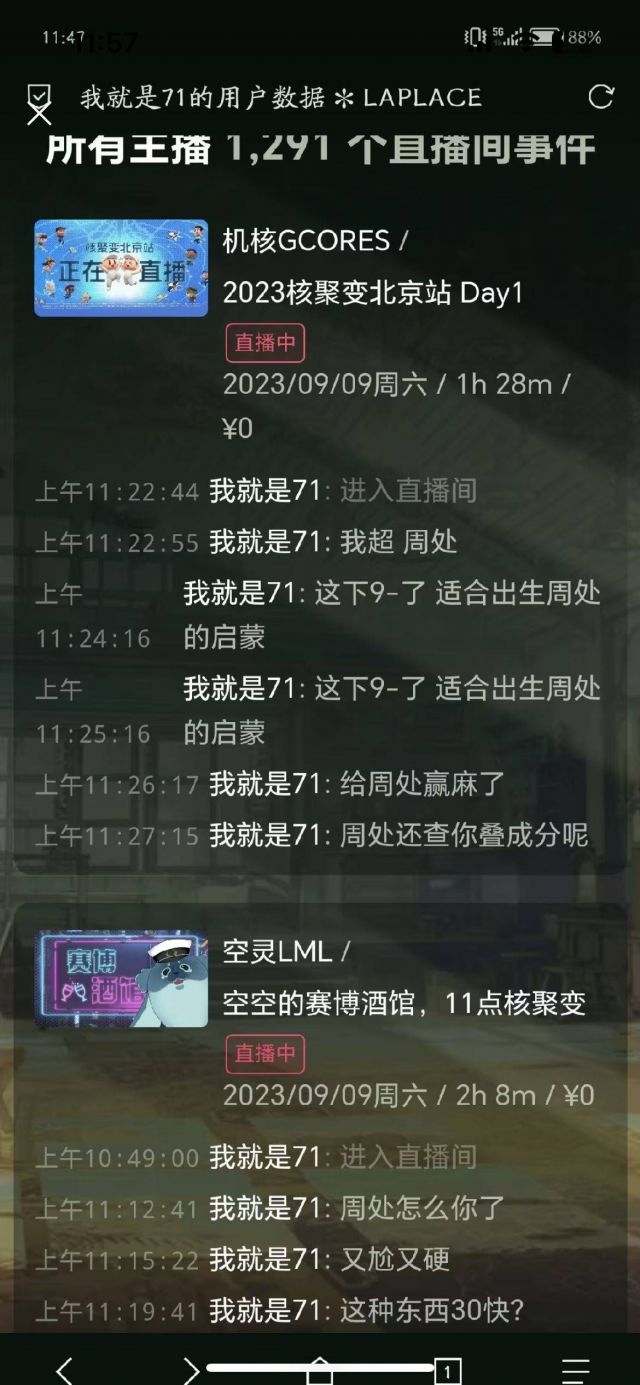 11:47
11:57
5G
88%
我就是71的用户数据 ✻ LAPLACE
所有主播 1,291 个直播间事件
核聚变北京站
正在 直播
机核GCORES /
2023核聚变北京站 Day1
直播中
2023/09/09周六 / 1h 28m /
¥0
上午11:22:44 我就是71: 进入直播间
上午11:22:55 我就是71: 我超 周处
上午 我就是71: 这下9-了 适合出生周处
11:24:16 的启蒙
上午 我就是71: 这下9-了 适合出生周处
11:25:16 的启蒙
上午11:26:17 我就是71: 给周处赢麻了
上午11:27:15 我就是71: 周处还查你叠成分呢
赛博
酒馆
空灵LML /
空空的赛博酒馆，11点核聚变
直播中
2023/09/09周六 / 2h 8m / ¥0
上午10:49:00 我就是71: 进入直播间
上午11:12:41 我就是71: 周处怎么你了
上午11:15:22 我就是71: 又尬又硬
上午11:19:41 我就是71: 这种东西30快?
1